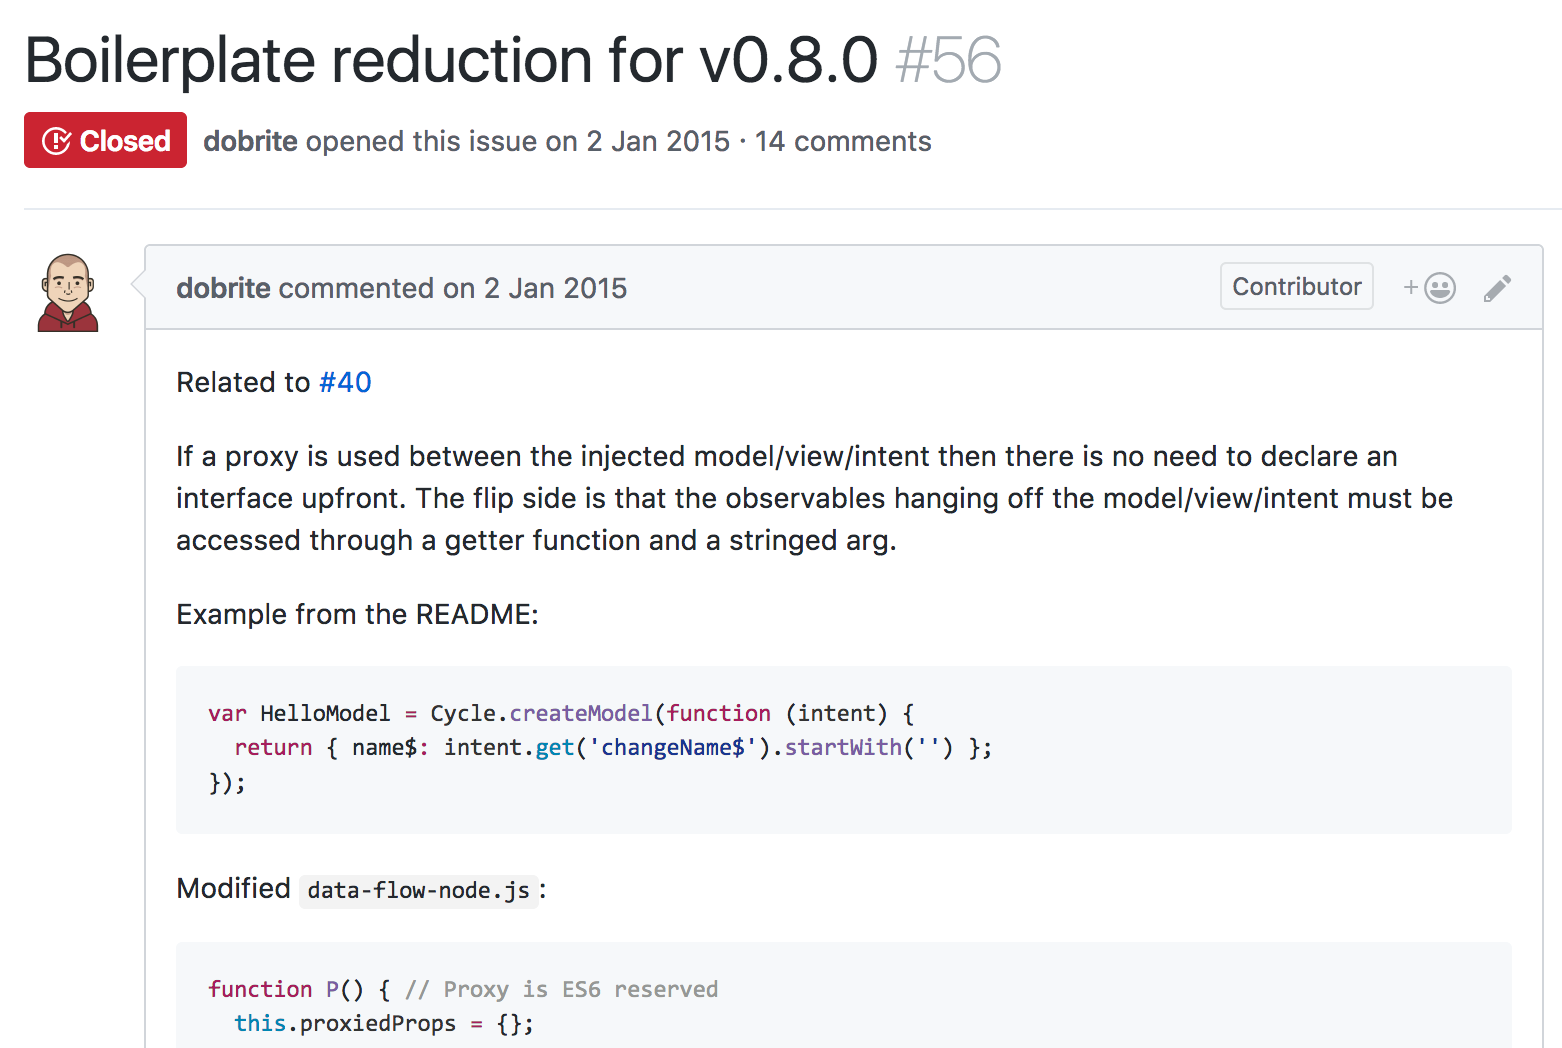 Boilerplate reduction for v0.8.0 #56
Closed dobrite opened this issue on 2 Jan 2015 · 14 comments
dobrite commented on 2 Jan 2015 Contributor +
Related to #40
If a proxy is used between the injected model/view/intent then there is no need to declare an
interface upfront. The flip side is that the observables hanging off the model/view/intent must be
accessed through a getter function and a stringed arg.
Example from the README:
var HelloModel = Cycle.createModel(function (intent) {
  return { name$: intent.get('changeName$').startWith('') };
});
Modified data-flow-node.js:
function P() { // Proxy is ES6 reserved
  this.proxiedProps = {};